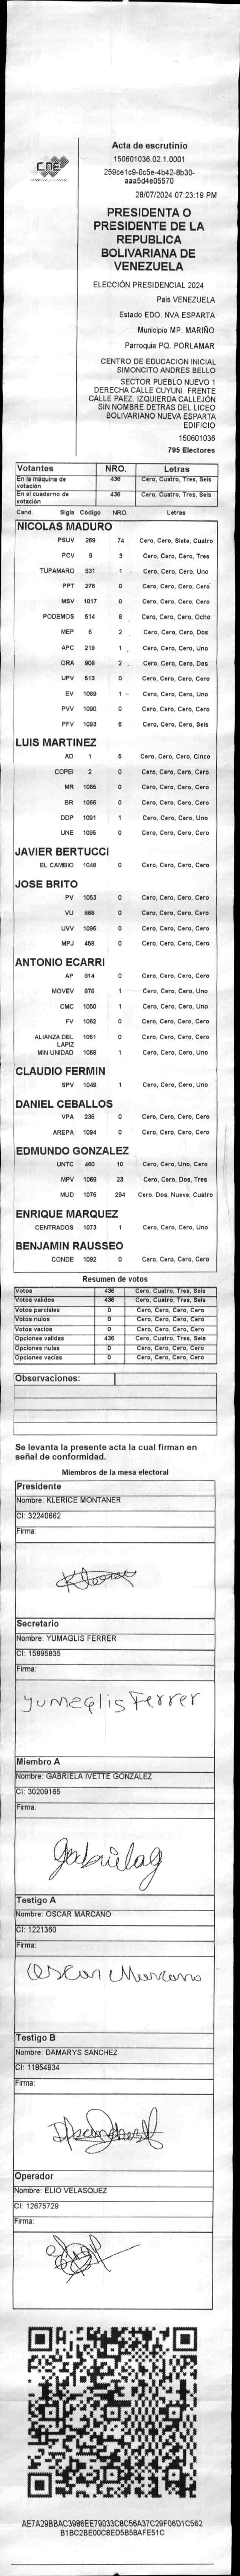 CNE
Acta de escrutinio
150601036.02.1.0001
259ce1c9-0c5e-4b42-8b30-
aaa5d4e05570
28/07/2024 07:23:19 PM
PRESIDENTA O
PRESIDENTE DE LA
REPUBLICA
BOLIVARIANA DE
VENEZUELA
ELECCIÓN PRESIDENCIAL 2024
Pais VENEZUELA
Estado EDO. NVA.ESPARTA
Municipio MP. MARIÑO
Parroquia PQ. PORLAMAR
CENTRO DE EDUCACION INICIAL
SIMONCITO ANDRES BELLO
SECTOR PUEBLO NUEVO 1
DERECHA CALLE CUYUNI. FRENTE
CALLE PAEZ. IZQUIERDA CALLEJÓN
SIN NOMBRE DETRAS DEL LICEO
BOLIVARIANO NUEVA ESPARTA
EDIFICIO
150601036
795 Electores
Votantes NRO. Letras
En la máquina de votación 436 Cero, Cuatro, Tres, Seis
En el cuaderno de votación 436 Cero, Cuatro, Tres, Seis
Cand. Sigla Código NRO. Letras
NICOLAS MADURO
PSUV 269 74 Cero, Cero, Siete, Cuatro
PCV 9 3 Cero, Cero, Cero, Tres
TUPAMARO 931 1 Cero, Cero, Cero, Uno
PPT 276 0 Cero, Cero, Cero, Cero
MSV 1017 0 Cero, Cero, Cero, Cero
PODEMOS 514 8 Cero, Cero, Cero, Ocho
MEP 6 2 Cero, Cero, Cero, Dos
APC 219 1 Cero, Cero, Cero, Uno
ORA 906 2 Cero, Cero, Cero, Dos
UPV 613 0 Cero, Cero, Cero, Cero
EV 1089 1 Cero, Cero, Cero, Uno
PVV 1090 0 Cero, Cero, Cero, Cero
PFV 1093 6 Cero, Cero, Cero, Seis
LUIS MARTINEZ
AD 1 5 Cero, Cero, Cero, Cinco
COPEI 2 0 Cero, Cero, Cero, Cero
MR 1065 0 Cero, Cero, Cero, Cero
BR 1066 0 Cero, Cero, Cero, Cero
DDP 1091 1 Cero, Cero, Cero, Uno
UNE 1095 0 Cero, Cero, Cero, Cero
JAVIER BERTUCCI
EL CAMBIO 1048 0 Cero, Cero, Cero, Cero
JOSE BRITO
PV 1053 0 Cero, Cero, Cero, Cero
VU 868 0 Cero, Cero, Cero, Cero
UVV 1096 0 Cero, Cero, Cero, Cero
MPJ 458 0 Cero, Cero, Cero, Cero
ANTONIO ECARRI
AP 814 0 Cero, Cero, Cero, Cero
MOVEV 878 1 Cero, Cero, Cero, Uno
CMC 1050 1 Cero, Cero, Cero, Uno
FV 1062 0 Cero, Cero, Cero, Cero
ALIANZA DEL LAPIZ 1051 0 Cero, Cero, Cero, Cero
MIN UNIDAD 1068 1 Cero, Cero, Cero, Uno
CLAUDIO FERMIN
SPV 1049 1 Cero, Cero, Cero, Uno
DANIEL CEBALLOS
VPA 236 0 Cero, Cero, Cero, Cero
AREPA 1094 0 Cero, Cero, Cero, Cero
EDMUNDO GONZALEZ
UNTC 460 10 Cero, Cero, Uno, Cero
MPV 1069 23 Cero, Cero, Dos, Tres
MUD 1076 294 Cero, Dos, Nueve, Cuatro
ENRIQUE MARQUEZ
CENTRADOS 1073 1 Cero, Cero, Cero, Uno
BENJAMIN RAUSSEO
CONDE 1092 0 Cero, Cero, Cero, Cero
Resumen de votos
Votos 436 Cero, Cuatro, Tres, Seis
Votos validos 436 Cero, Cuatro, Tres, Seis
Votos parciales 0 Cero, Cero, Cero, Cero
Votos nulos 0 Cero, Cero, Cero, Cero
Votos vacios 0 Cero, Cero, Cero, Cero
Opciones validas 436 Cero, Cuatro, Tres, Seis
Opciones nulas 0 Cero, Cero, Cero, Cero
Opciones vacias 0 Cero, Cero, Cero, Cero
Observaciones:
Se levanta la presente acta la cual firman en
señal de conformidad.
Miembros de la mesa electoral
Presidente
Nombre: KLERICE MONTANER
CI: 32240662
Firma:
Secretario
Nombre: YUMAGLIS FERRER
CI: 15895835
Firma:
yumaglis Ferrer
Miembro A
Nombre: GABRIELA IVETTE GONZALEZ
CI: 30209165
Firma:
gabrielag
Testigo A
Nombre: OSCAR MARCANO
CI: 1221360
Firma:
Oscar Marcano
Testigo B
Nombre: DAMARYS SANCHEZ
CI: 11854934
Firma:
Operador
Nombre: ELIO VELASQUEZ
CI: 12675729
Firma:
AE7A29BBAC3986EE79033C8C56A37C29F06D1C562
B1BC2BE00C8ED5B58AFE51C